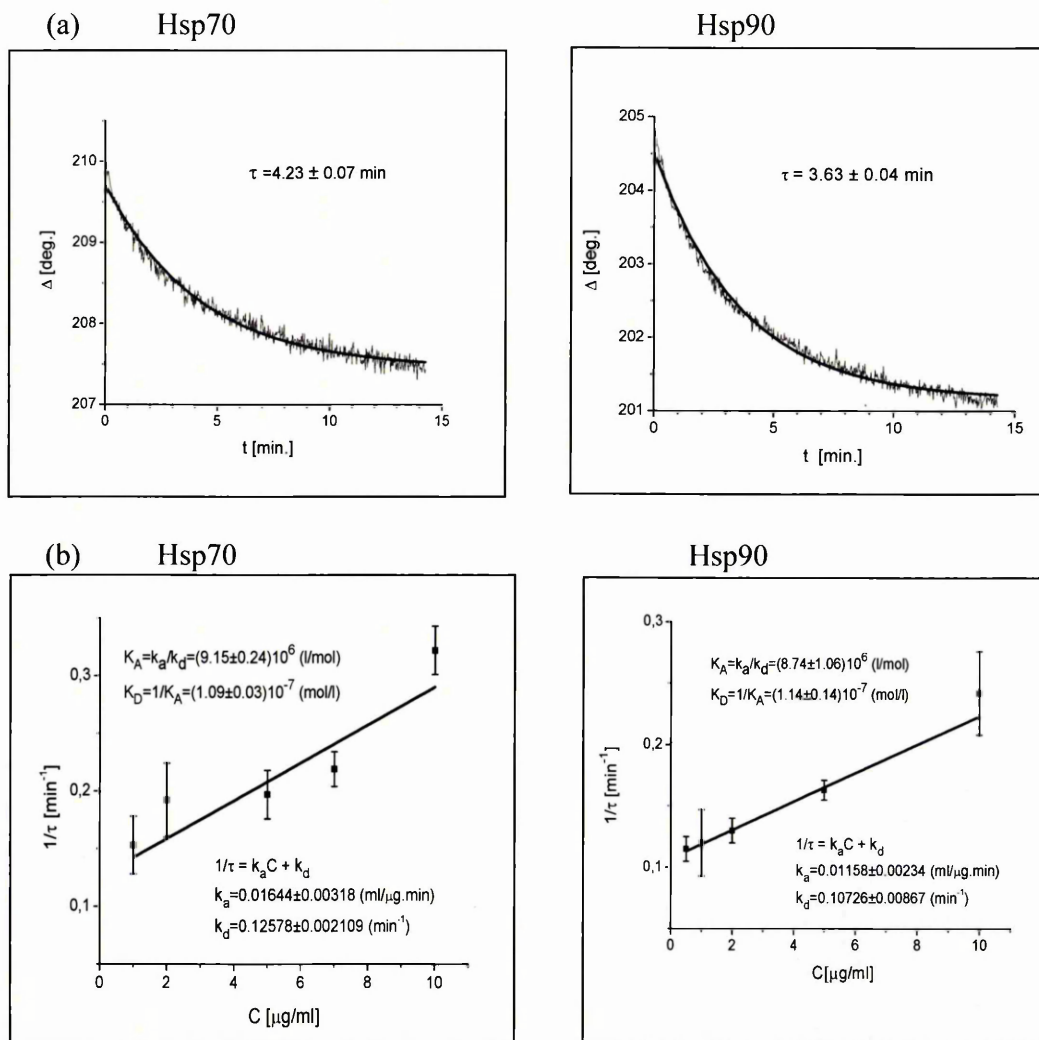 (a) Hsp70
Hsp90
210
209
208
207
Δ [deg.]
τ =4.23 ± 0.07 min
0 5 10 15
t [min.]
205
204
203
202
201
Δ [deg.]
τ = 3.63 ± 0.04 min
0 5 10 15
t [min.]
(b) Hsp70
Hsp90
0,3
0,2
0,1
1/τ [min⁻¹]
K_A=k_a/k_d=(9.15±0.24)10⁶ (l/mol)
K_D=1/K_A=(1.09±0.03)10⁻⁷ (mol/l)
1/τ = k_aC + k_d
k_a=0.01644±0.00318 (ml/µg.min)
k_d=0.12578±0.002109 (min⁻¹)
0 2 4 6 8 10
C [µg/ml]
0,3
0,2
0,1
1/τ [min⁻¹]
K_A=k_a/k_d=(8.74±1.06)10⁶ (l/mol)
K_D=1/K_A=(1.14±0.14)10⁻⁷ (mol/l)
1/τ = k_aC + k_d
k_a=0.01158±0.00234 (ml/µg.min)
k_d=0.10726±0.00867 (min⁻¹)
0 2 4 6 8 10
C[µg/ml]